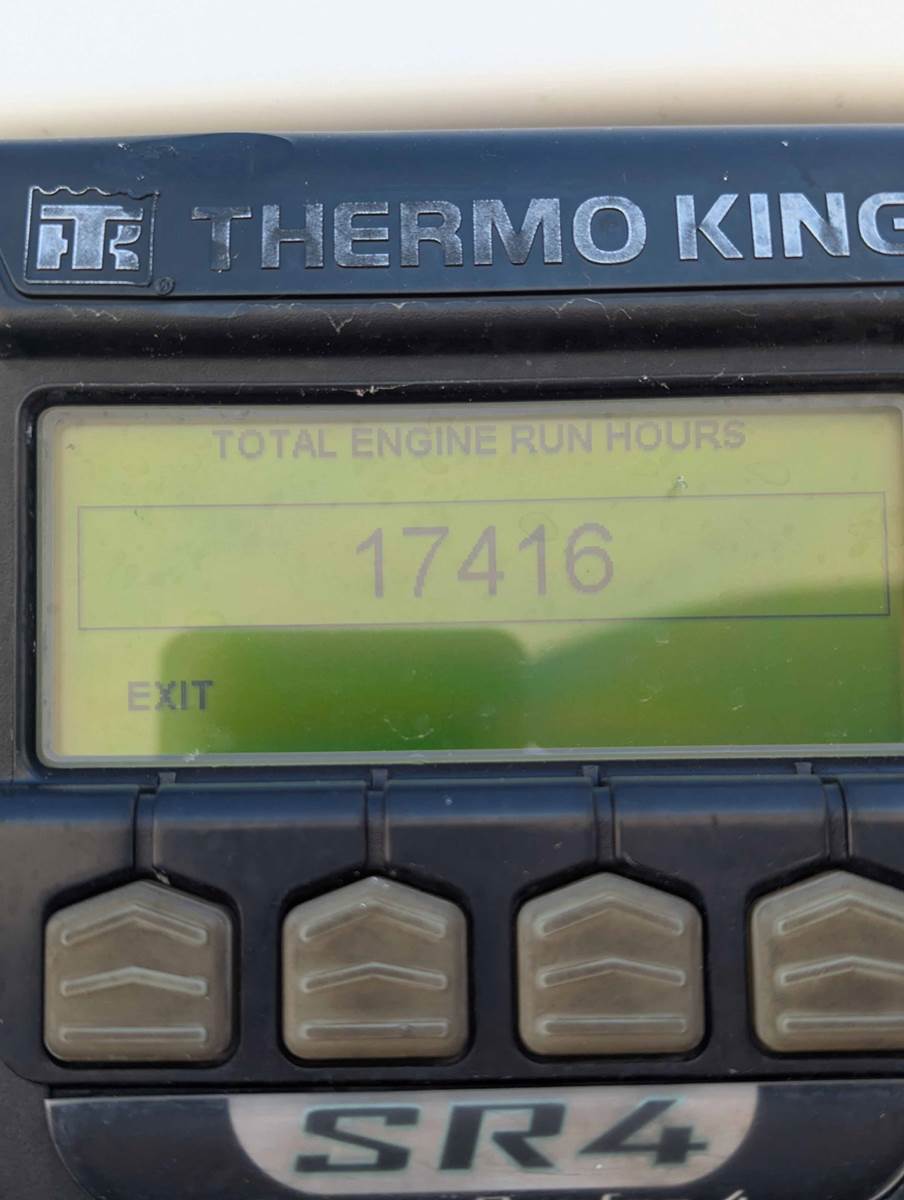 TK ® THERMO KING
TOTAL ENGINE RUN HOURS
17416
EXIT
SR4